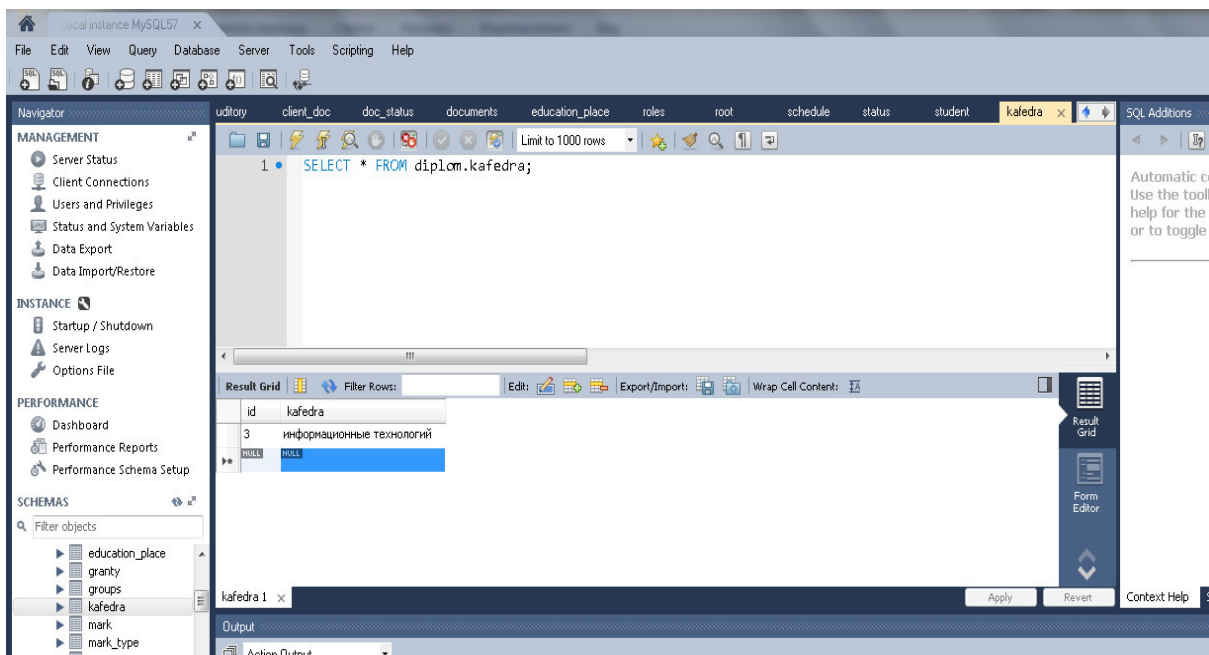 Local instance MySQL57
File Edit View Query Database Server Tools Scripting Help
Navigator
MANAGEMENT
Server Status
Client Connections
Users and Privileges
Status and System Variables
Data Export
Data Import/Restore
INSTANCE
Startup / Shutdown
Server Logs
Options File
PERFORMANCE
Dashboard
Performance Reports
Performance Schema Setup
SCHEMAS
Filter objects
education_place
granty
groups
kafedra
mark
mark_type
uditory client_doc doc_status documents education_place roles root schedule status student kafedra
Limit to 1000 rows
1 SELECT * FROM diplom.kafedra;
Result Grid Filter Rows: Edit: Export/Import: Wrap Cell Content:
id kafedra
3 информационные технологий
NULL NULL
Result
Grid
Form
Editor
kafedra 1 Apply Revert
Output
Action Output
SQL Additions
Automatic c
Use the tool
help for the
or to toggle
Context Help